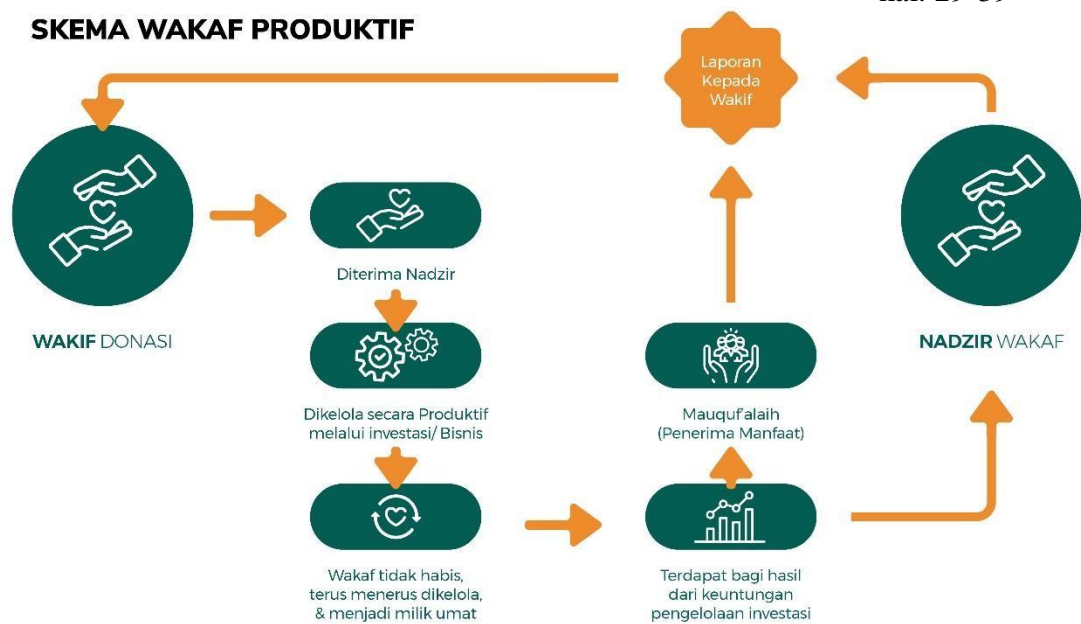 SKEMA WAKAF PRODUKTIF
Laporan
Kepada
Wakif
WAKIF DONASI
Diterima Nadzir
Dikelola secara Produktif
melalui investasi/ Bisnis
Wakaf tidak habis,
terus menerus dikelola,
& menjadi milik umat
Mauquf'alaih
(Penerima Manfaat)
Terdapat bagi hasil
dari keuntungan
pengelolaan investasi
NADZIR WAKAF